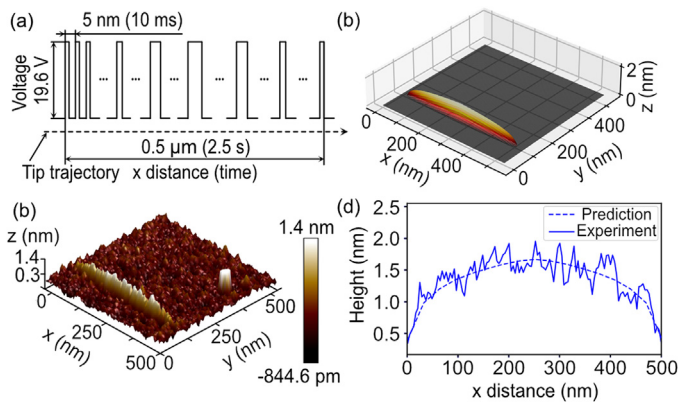 (a)
5 nm (10 ms)
Voltage
19.6 V
...
...
...
...
...
...
0.5 µm (2.5 s)
Tip trajectory x distance (time)
(b)
2
0
z (nm)
0
200
400
x (nm)
0
200
400
y (nm)
(b)
z (nm)
1.4
0.3
0
250
500
x (nm)
0
250
500
y (nm)
1.4 nm
-844.6 pm
(d)
2.5
2.0
1.5
1.0
0.5
Height (nm)
Prediction
Experiment
0 100 200 300 400 500
x distance (nm)